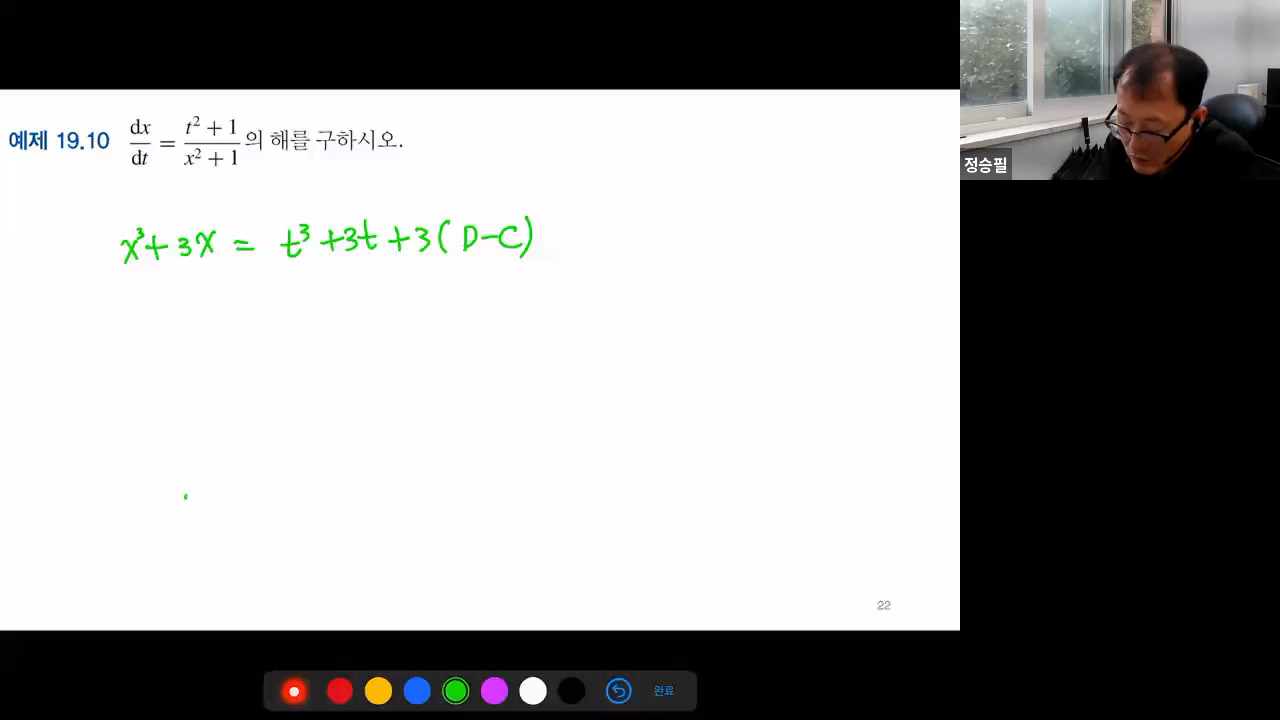 예제 19.10 dx/dt = t² + 1/x² + 1 의 해를 구하시오.
x³ + 3x = t³ + 3t + 3( D - C )
22
정승필
완료